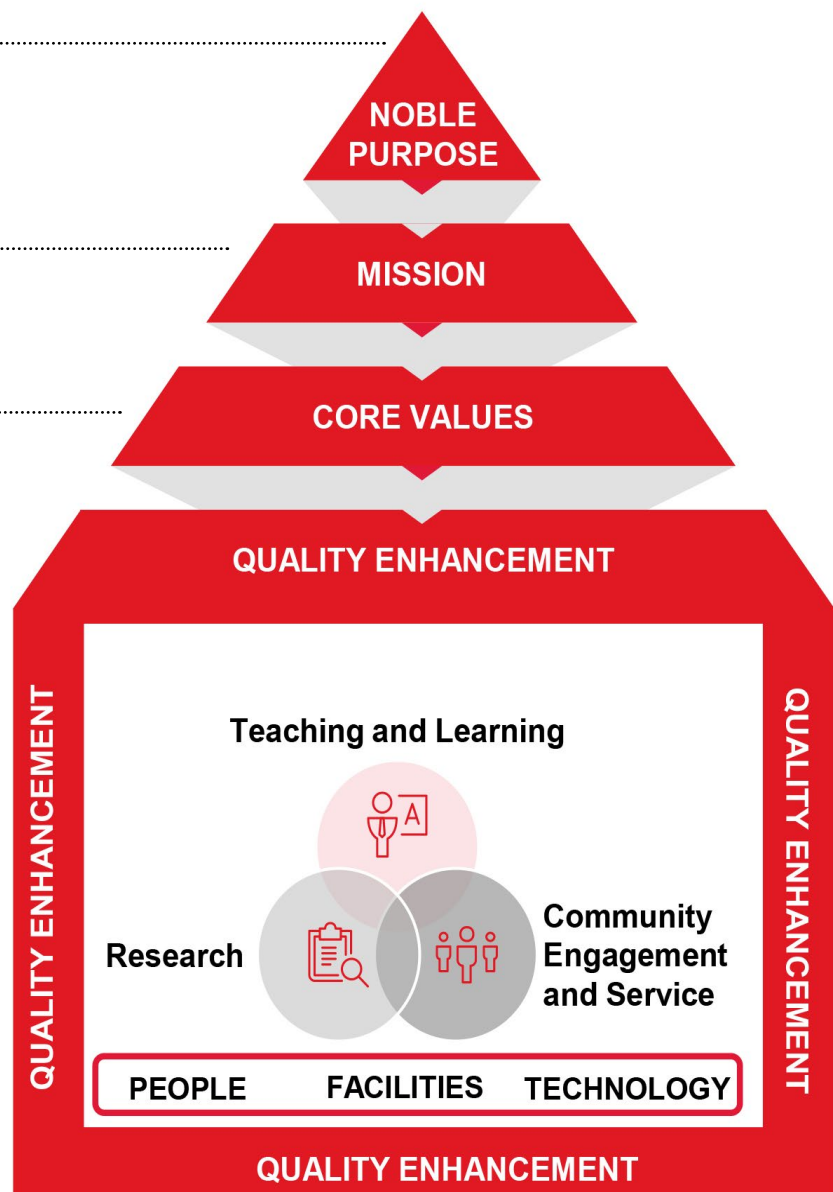 NOBLE
PURPOSE
MISSION
CORE VALUES
QUALITY ENHANCEMENT
QUALITY ENHANCEMENT
QUALITY ENHANCEMENT
Teaching and Learning
A
Research
Community
Engagement
and Service
PEOPLE FACILITIES TECHNOLOGY
QUALITY ENHANCEMENT